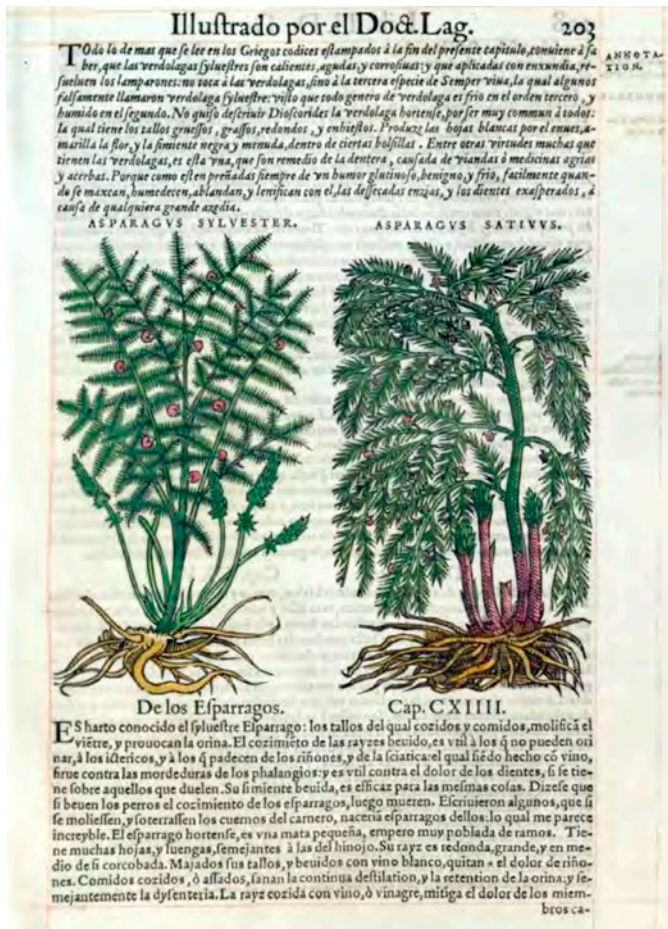 Illustrado por el Doct. Lag. 203
TOdo lo de mas que se lee en los Griegos codices estampados à la fin del presente capitulo, conuiene à sa
ber, que las verdolagas syluestres son calientes, agudas, y corrosiuas: y que aplicadas con enxundia, re-
sueluen los lamparones: no toca à las verdolagas, sino à la tercera especie de Semper viua, la qual algunos
falsamente llamaron verdolaga syluestre: visto que todo genero de verdolaga es frio en el orden tercero, y
humido en el segundo. No quiso descriuir Dioscorides la verdolaga hortense, por ser muy commun à todos:
la qual tiene los tallos gruessos, grassos, redondos, y enhiestos. Produze las hojas blancas por el enues, a-
marilla la flor, y la simiente negra y menuda, dentro de ciertas bolsillas. Entre otras virtudes muchas que
tienen las verdolagas, es esta vna, que son remedio de la dentera, causada de viandas ò medicinas agrias
y acerbas. Porque como esten preñadas siempre de vn humor glutinoso, benigno, y frio, facilmente quan-
do se maxcan, humedecen, ablandan, y lenifican con el, las dessecadas enzias, y los dientes exasperados, à
causa de qualquiera grande azedia.
ANNOTA-
TION.
ASPARAGVS SYLVESTER. ASPARAGVS SATIVVS.
De los Esparragos. Cap. CXIIII.
ES harto conocido el syluestre Esparrago: los tallos del qual cozidos y comidos, molificã el
viẽtre, y prouocan la orina. El cozimiẽto de las rayzes beuido, es vtil à los q̃ no pueden ori
nar, à los ictericos, y à los q̃ padecen de los riñones, y de la sciatica: el qual siẽdo hecho cõ vino,
sirue contra las mordeduras de los phalangios: y es vtil contra el dolor de los dientes, si se tie-
ne sobre aquellos que duelen. Su simiente beuida, es efficaz para las mesmas cosas. Dizese que
si beuen los perros el cozimiento de los esparragos, luego mueren. Escriuieron algunos, que si
se moliessen, y soterrassen los cuernos del carnero, naceriã esparragos dellos: lo qual me parece
increyble. El esparrago hortense, es vna mata pequeña, empero muy poblada de ramos. Tie-
ne muchas hojas, y luengas, semejantes à las del hinojo. Su rayz es redonda, grande, y en me-
dio de si corcobada. Majados sus tallos, y beuidos con vino blanco, quitan el dolor de riño-
nes. Comidos cozidos, ò assados, sanan la continua destilation, y la retention de la orina: y se-
mejantemente la dysenteria. La rayz cozida con vino, ò vinagre, mitiga el dolor de los miem-
bros ca-